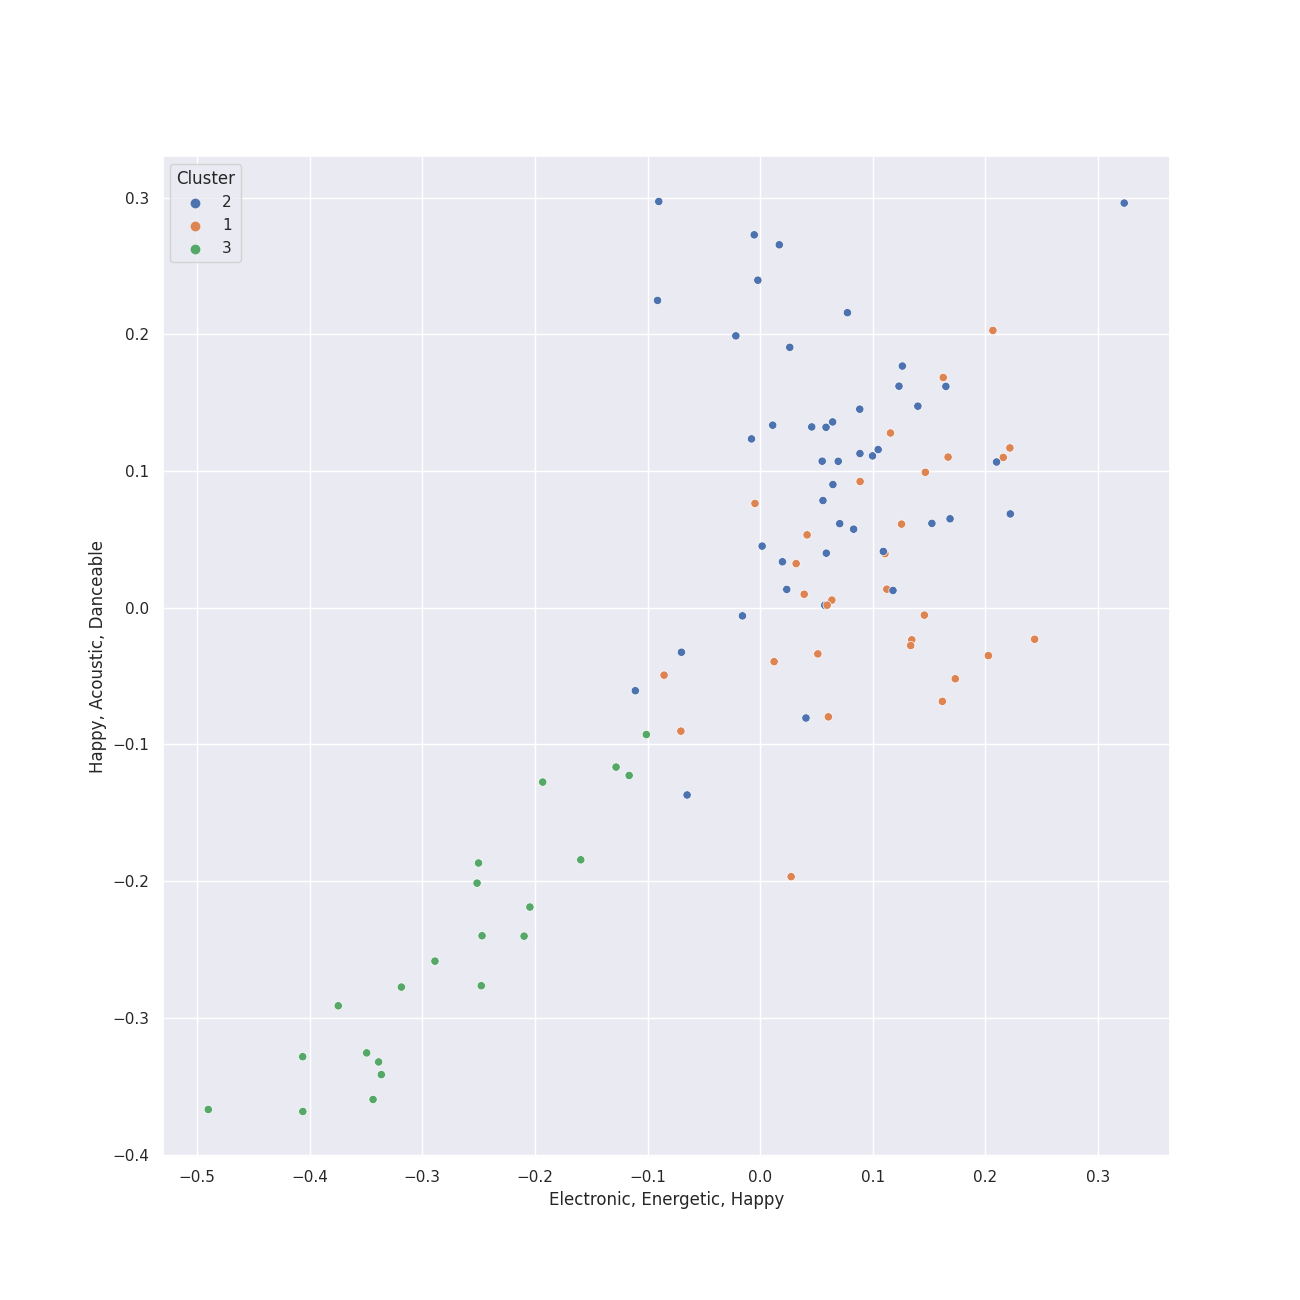 Cluster
2
1
3
0.3
0.2
0.1
0.0
−0.1
−0.2
−0.3
−0.4
Happy, Acoustic, Danceable
−0.5 −0.4 −0.3 −0.2 −0.1 0.0 0.1 0.2 0.3
Electronic, Energetic, Happy